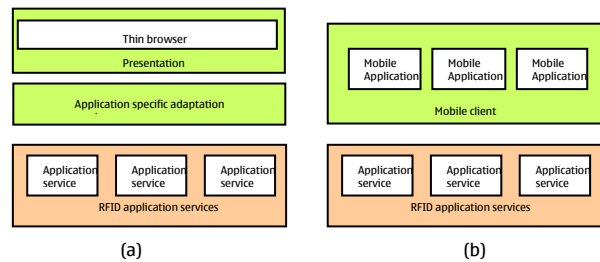 Thin browser
Presentation
Application specific adaptation
Application
service
Application
service
Application
service
RFID application services
(a)
Mobile
Application
Mobile
Application
Mobile
Application
Mobile client
Application
service
Application
service
Application
service
RFID application services
(b)